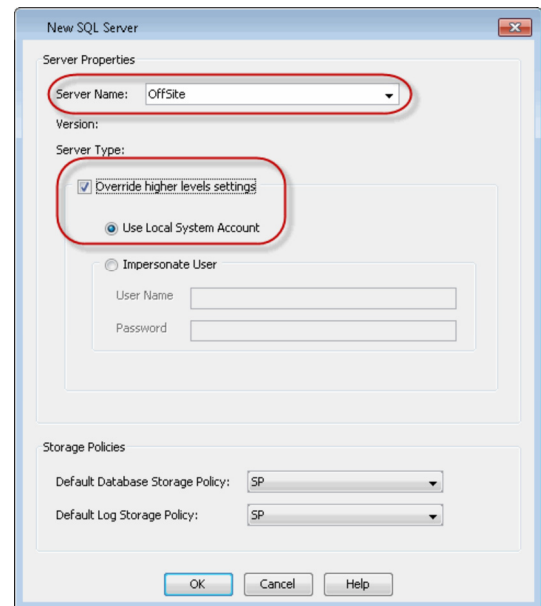 New SQL Server
Server Properties
Server Name: OffSite
Version:
Server Type:
Override higher levels settings
Use Local System Account
Impersonate User
User Name
Password
Storage Policies
Default Database Storage Policy: SP
Default Log Storage Policy: SP
OK Cancel Help